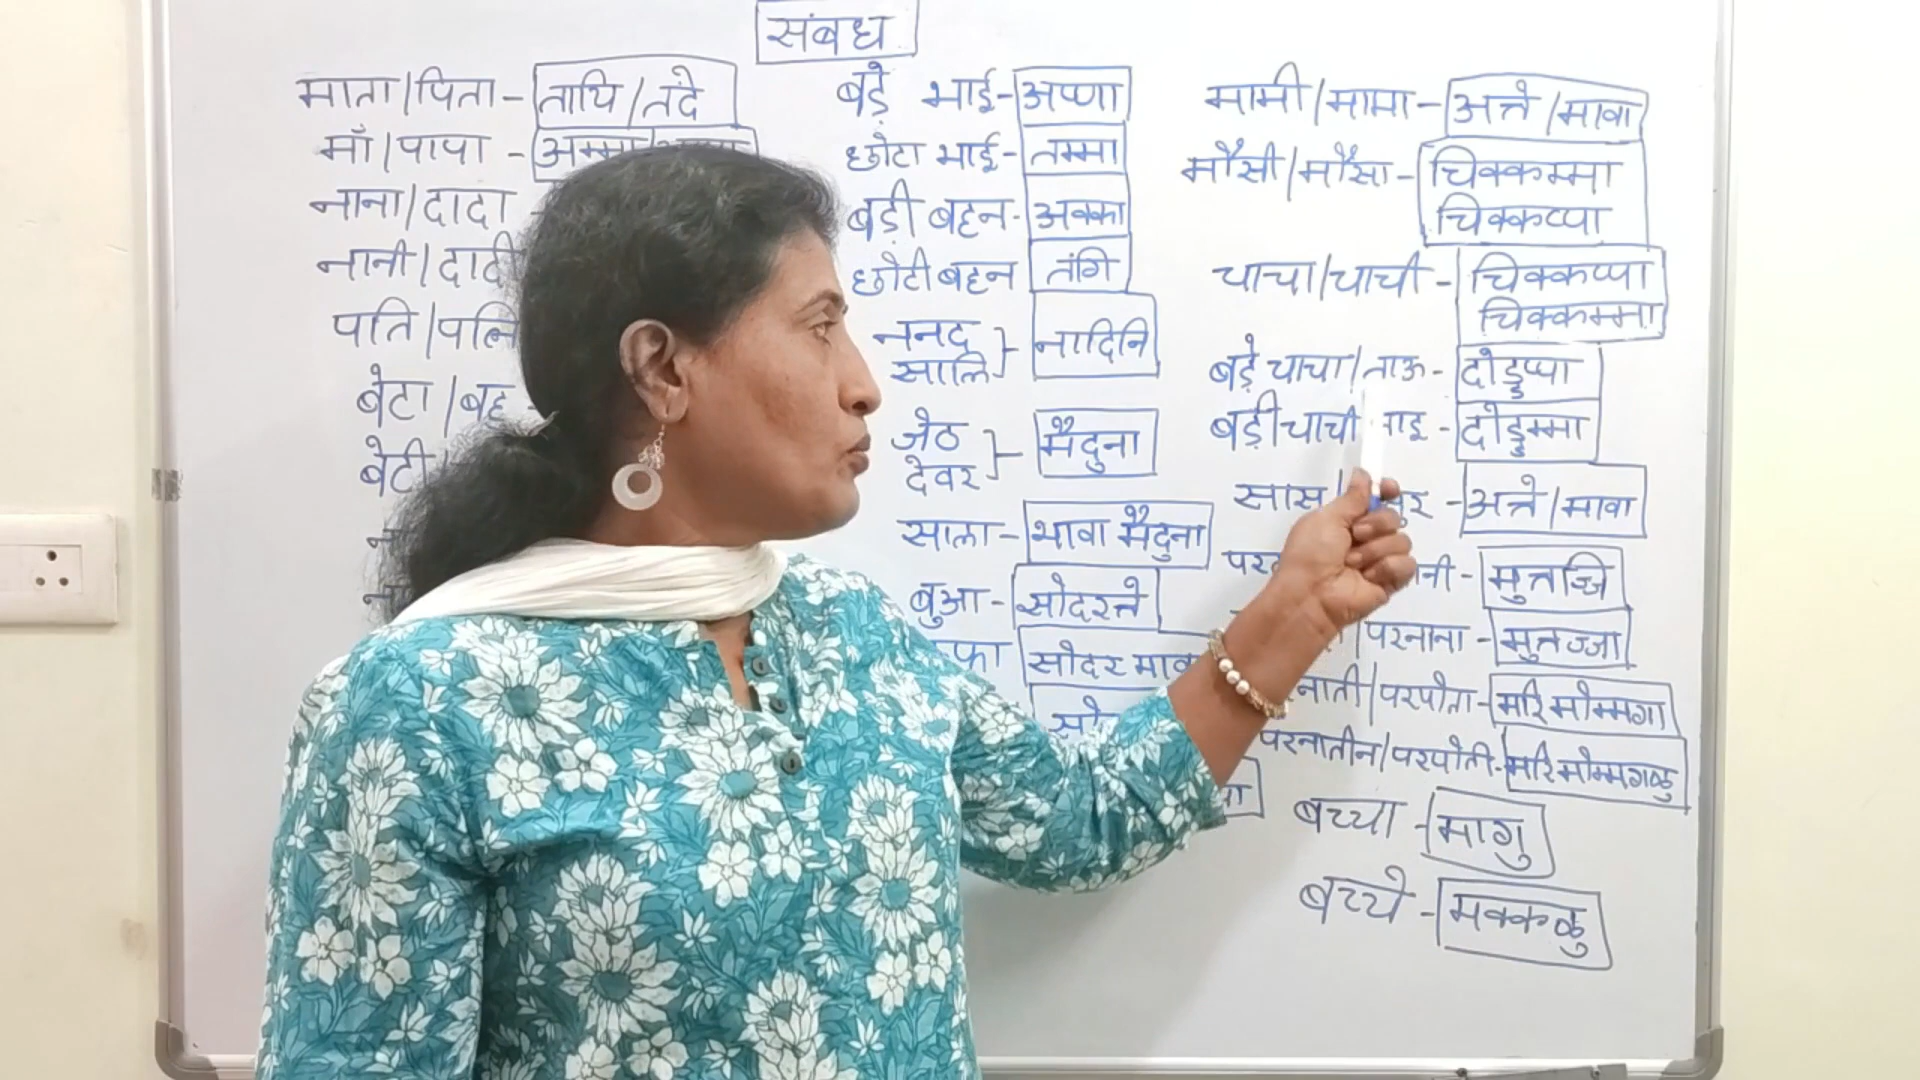 संबध
माता/पिता - तायि/तंदे
माँ/पापा - अम्मा
नाना/दादा
नानी/दादी
पति/पत्नि
बेटा/बहू
बेटी
बड़े भाई - अण्णा
छोटा भाई - तम्मा
बड़ी बहन - अक्का
छोटी बहन तंगि
ननद
सालि - नादिनि
जेठ
देवर - मैदुना
साला - भावा मैदुना
बुआ - सोदरत्ते
सोदर माव
मामी/मामा - अत्ते/मावा
मौसी/मौसा - चिक्कम्मा
चिक्कप्पा
चाचा/चाची - चिक्कप्पा
चिक्कम्मा
बड़े चाचा/ताऊ - दोड्डप्पा
बड़ी चाची - दोड्डम्मा
सास - अत्ते/मावा
मुत्तज्जि
परनाना - मुत्तज्जा
परपोता - मरिमोम्मगा
परनातीन/परपोती - मरिमोम्मगळु
बच्चा - मागु
बच्चे - मक्कळु